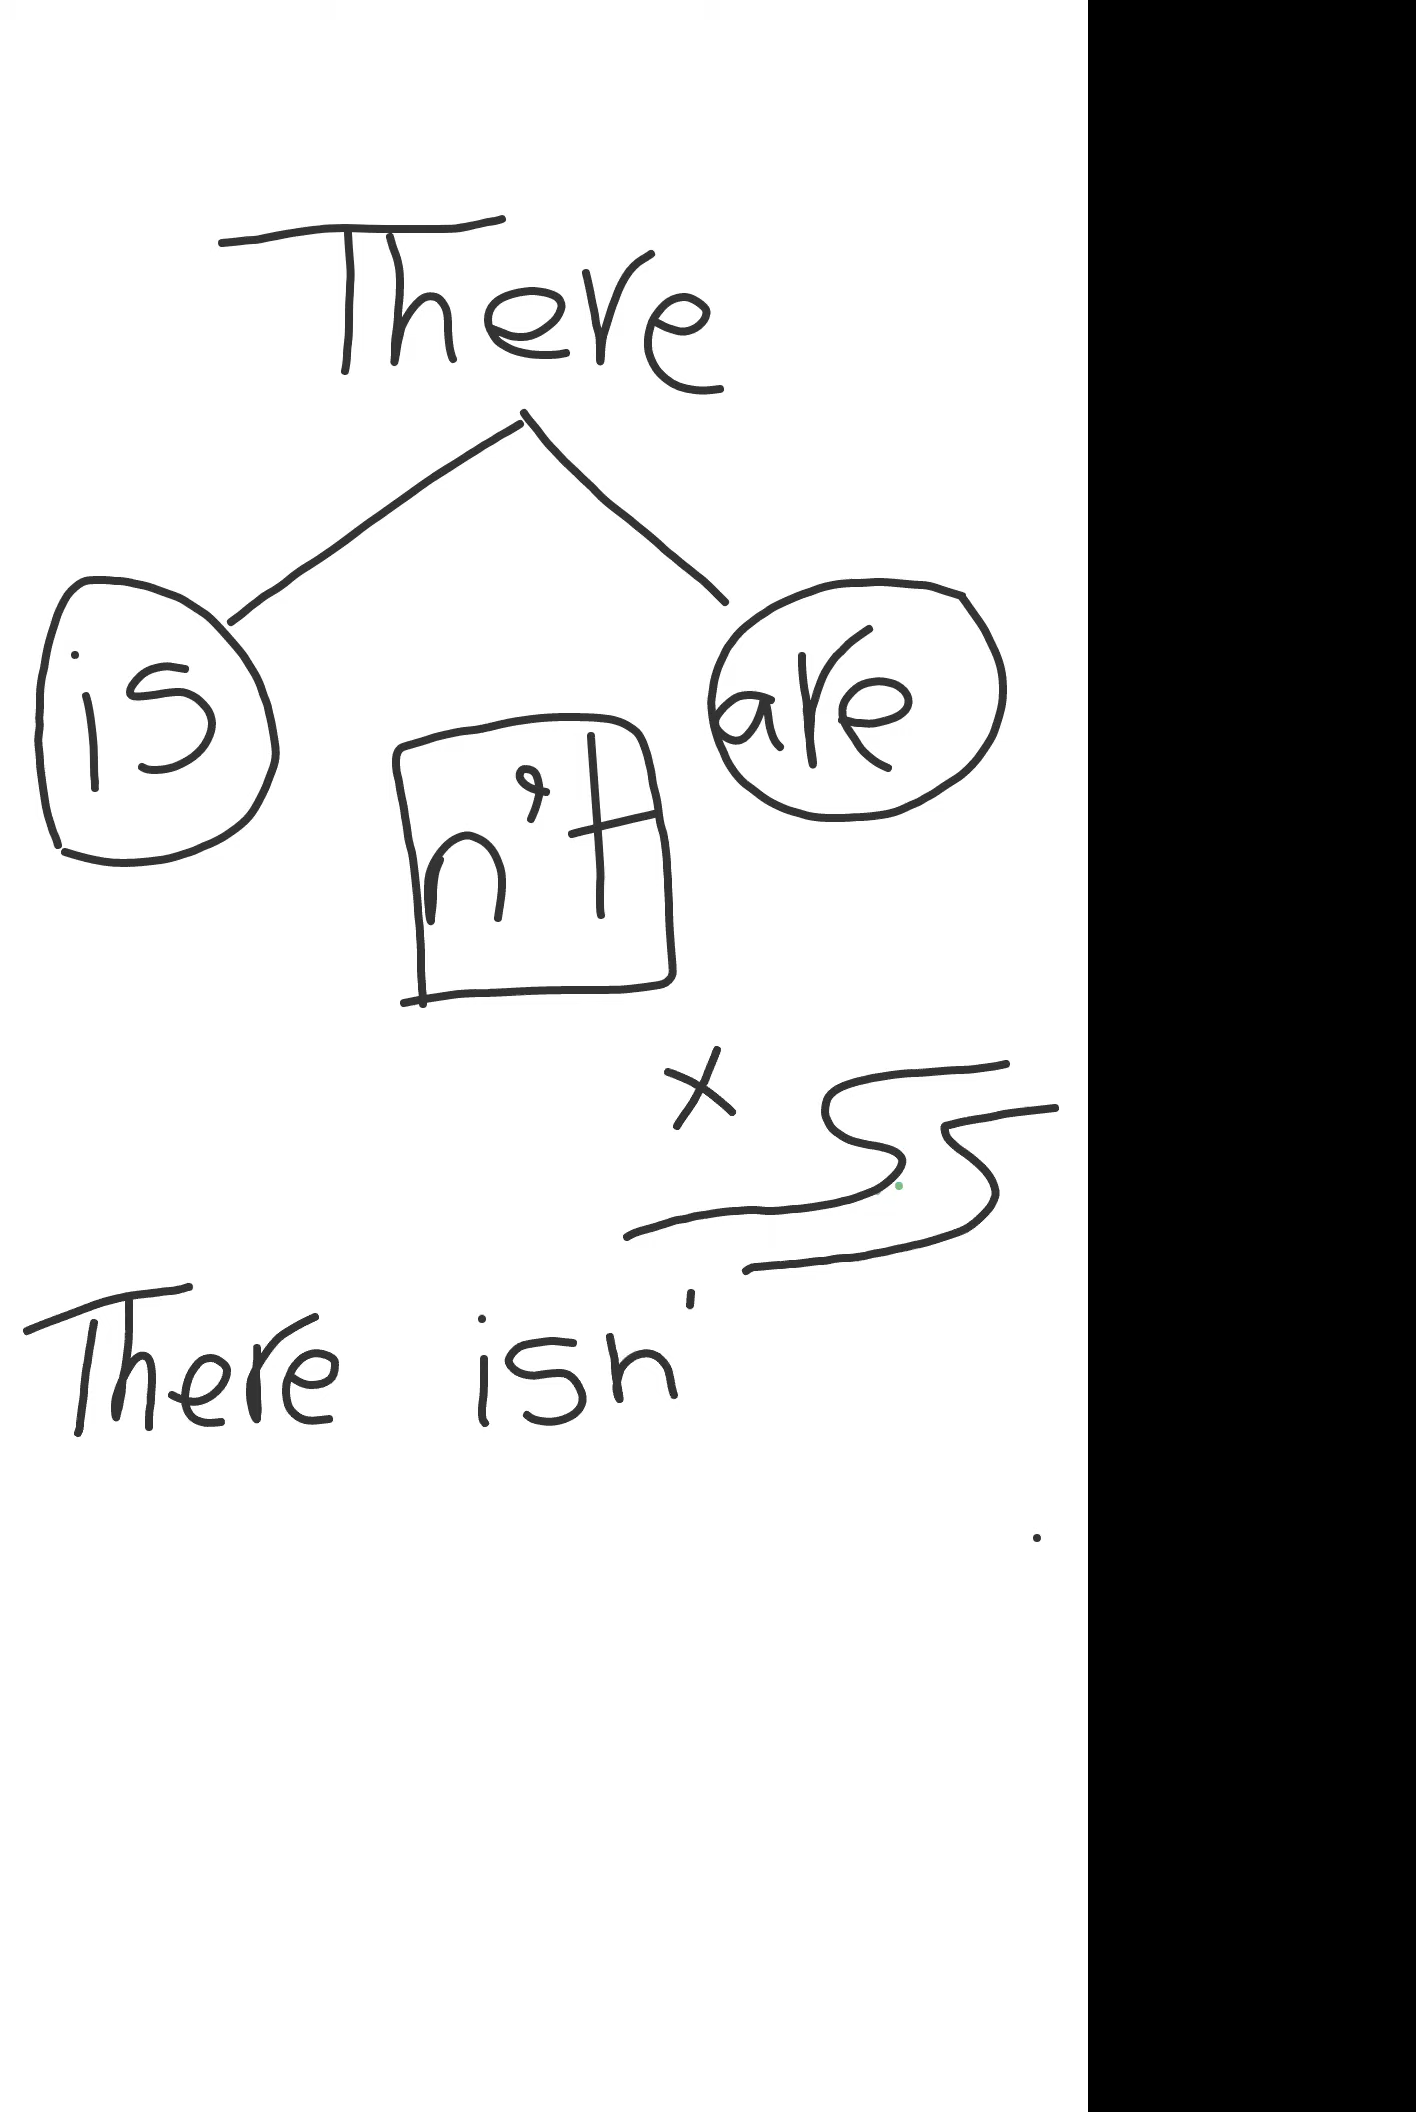 There
is are
n't
x
There isn'